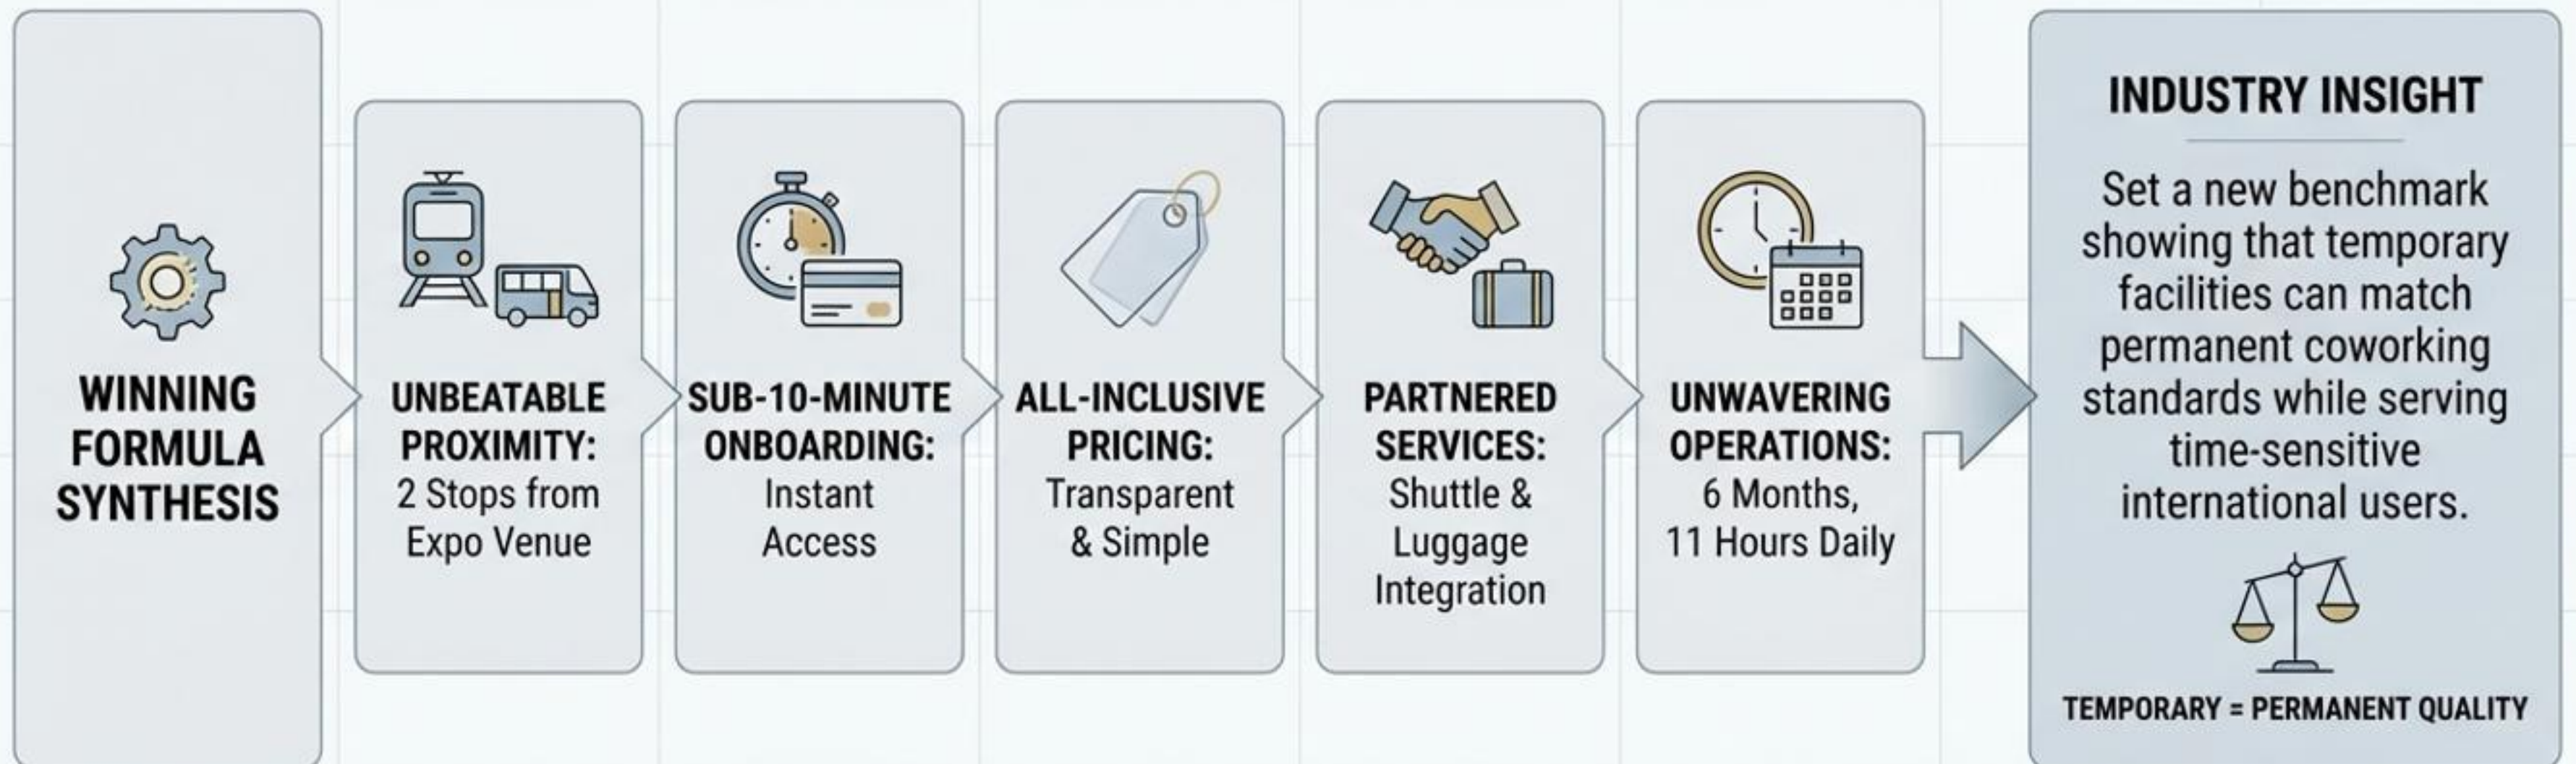 WINNING
FORMULA
SYNTHESIS
UNBEATABLE
PROXIMITY:
2 Stops from
Expo Venue
SUB-10-MINUTE
ONBOARDING:
Instant
Access
ALL-INCLUSIVE
PRICING:
Transparent
& Simple
PARTNERED
SERVICES:
Shuttle &
Luggage
Integration
UNWAVERING
OPERATIONS:
6 Months,
11 Hours Daily
INDUSTRY INSIGHT
Set a new benchmark
showing that temporary
facilities can match
permanent coworking
standards while serving
time-sensitive
international users.
TEMPORARY = PERMANENT QUALITY